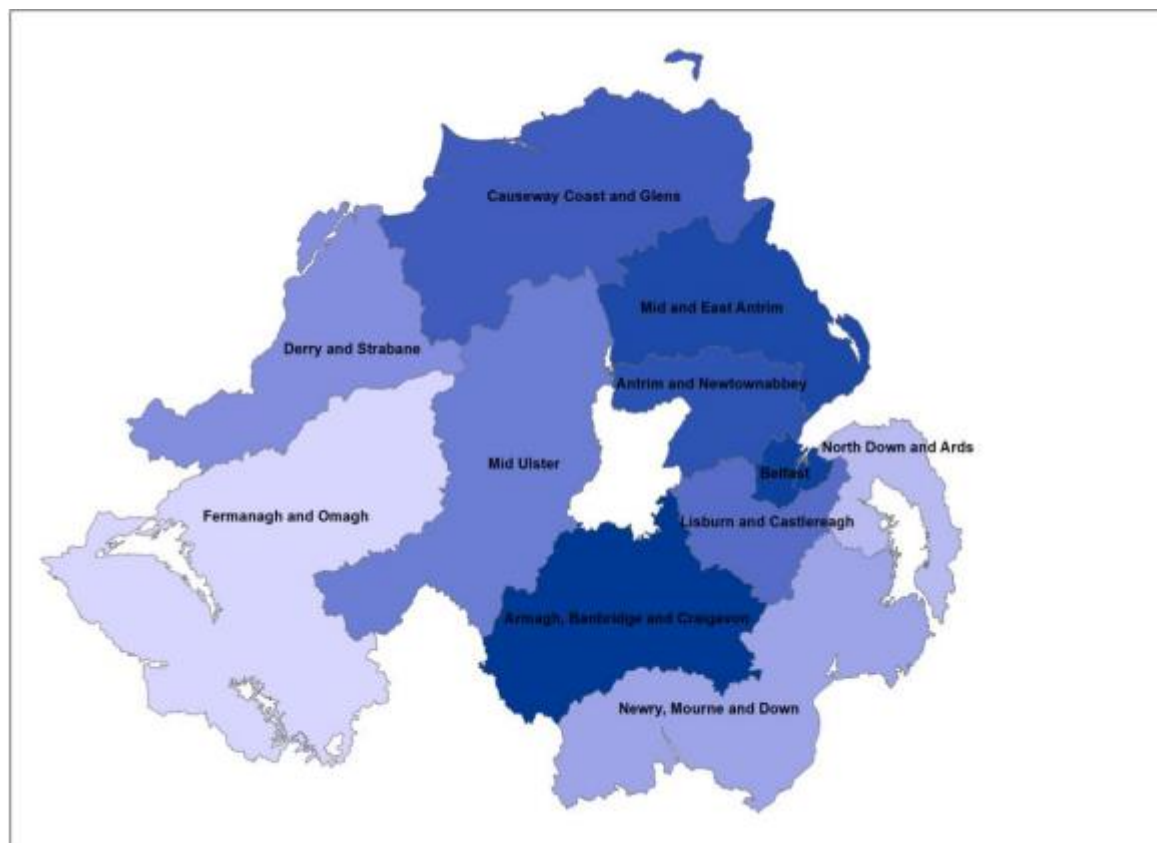 Causeway Coast and Glens
Mid and East Antrim
Derry and Strabane
Antrim and Newtownabbey
North Down and Ards
Mid Ulster
Belfast
Fermanagh and Omagh
Lisburn and Castlereagh
Armagh, Banbridge and Craigavon
Newry, Mourne and Down